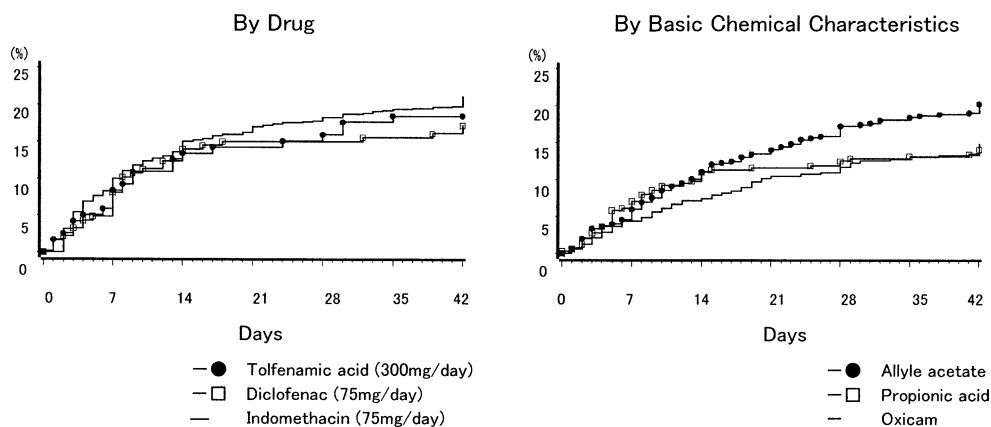 By Drug
(%)
25
20
15
10
5
0
0 7 14 21 28 35 42
Days
Tolfenamic acid (300mg/day)
Diclofenac (75mg/day)
Indomethacin (75mg/day)
By Basic Chemical Characteristics
(%)
25
20
15
10
5
0
0 7 14 21 28 35 42
Days
Allyle acetate
Propionic acid
Oxicam